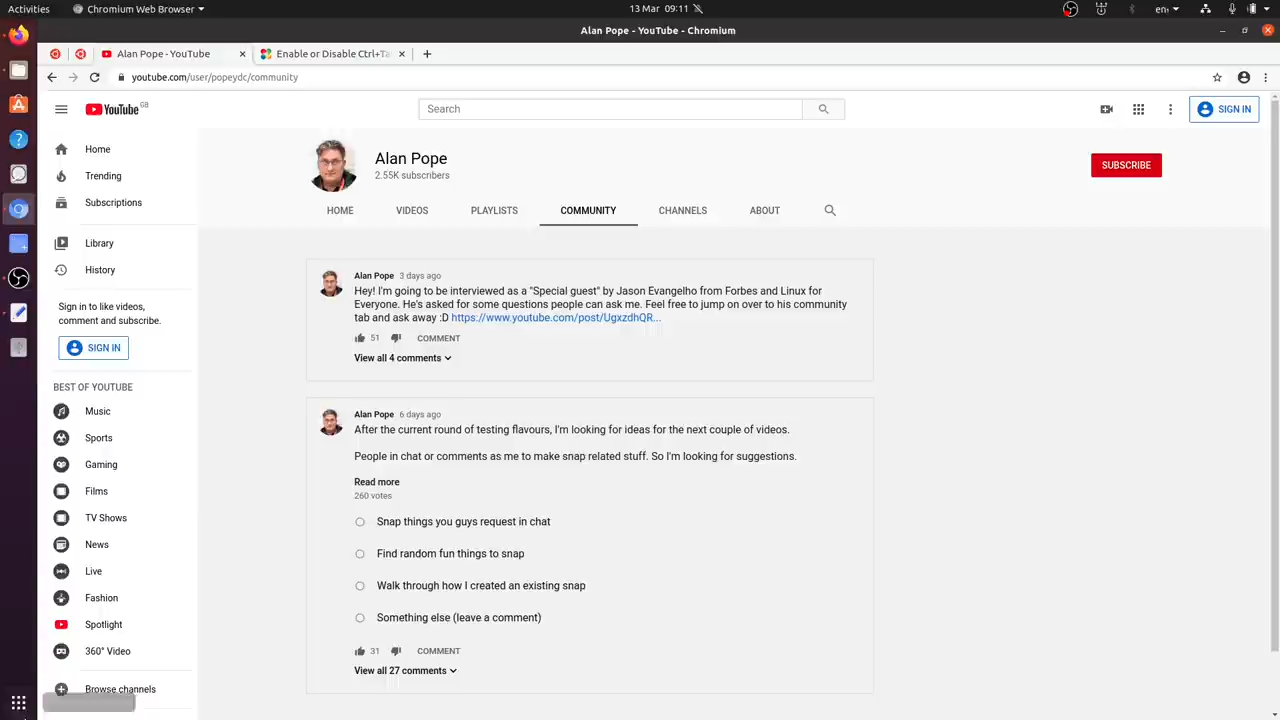 Activities
Chromium Web Browser
13 Mar 09:11
en
Alan Pope - YouTube - Chromium
Alan Pope - YouTube
Enable or Disable Ctrl+Ta
youtube.com/user/popeydc/community
YouTube GB
Search
SIGN IN
Home
Trending
Subscriptions
Library
History
Sign in to like videos,
comment and subscribe.
SIGN IN
BEST OF YOUTUBE
Music
Sports
Gaming
Films
TV Shows
News
Live
Fashion
Spotlight
360° Video
Browse channels
Alan Pope
2.55K subscribers
SUBSCRIBE
HOME
VIDEOS
PLAYLISTS
COMMUNITY
CHANNELS
ABOUT
Alan Pope 3 days ago
Hey! I'm going to be interviewed as a "Special guest" by Jason Evangelho from Forbes and Linux for
Everyone. He's asked for some questions people can ask me. Feel free to jump on over to his community
tab and ask away :D https://www.youtube.com/post/UgxzdhQR...
51 COMMENT
View all 4 comments
Alan Pope 6 days ago
After the current round of testing flavours, I'm looking for ideas for the next couple of videos.
People in chat or comments as me to make snap related stuff. So I'm looking for suggestions.
Read more
260 votes
Snap things you guys request in chat
Find random fun things to snap
Walk through how I created an existing snap
Something else (leave a comment)
31 COMMENT
View all 27 comments